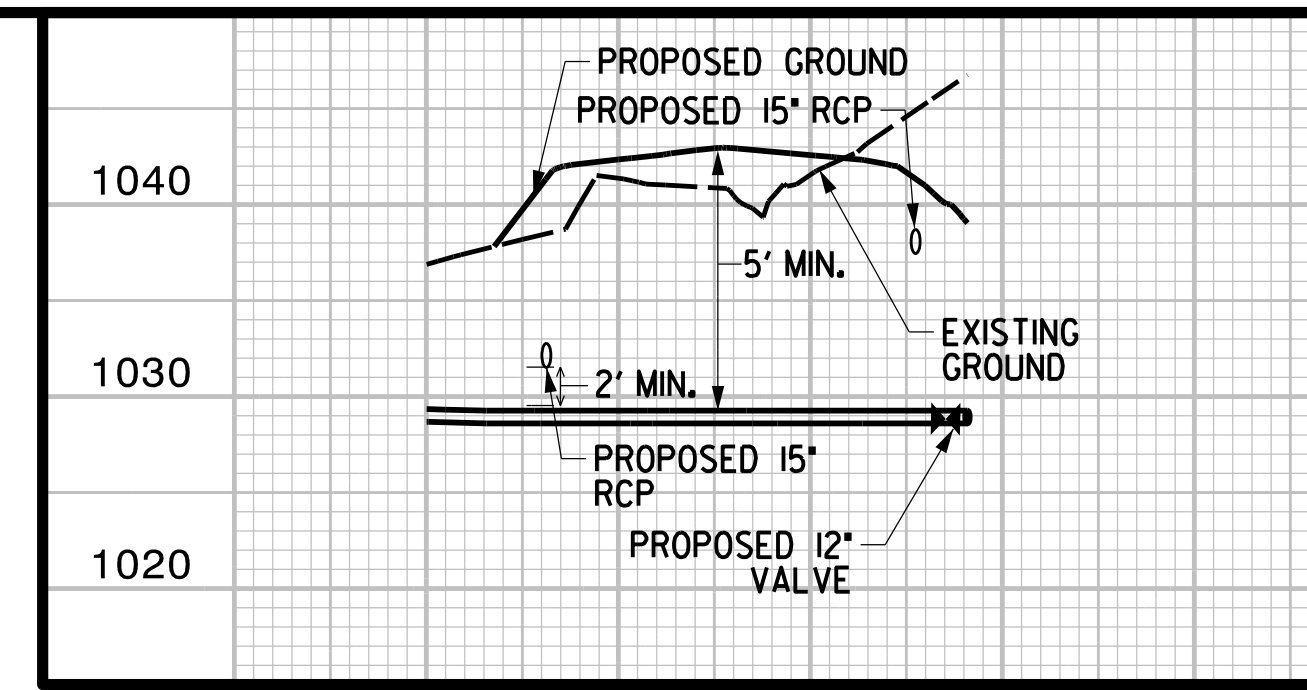 PROPOSED GROUND
PROPOSED 15" RCP
1040
5' MIN.
EXISTING
GROUND
1030
2' MIN.
PROPOSED 15"
RCP
PROPOSED 12"
VALVE
1020